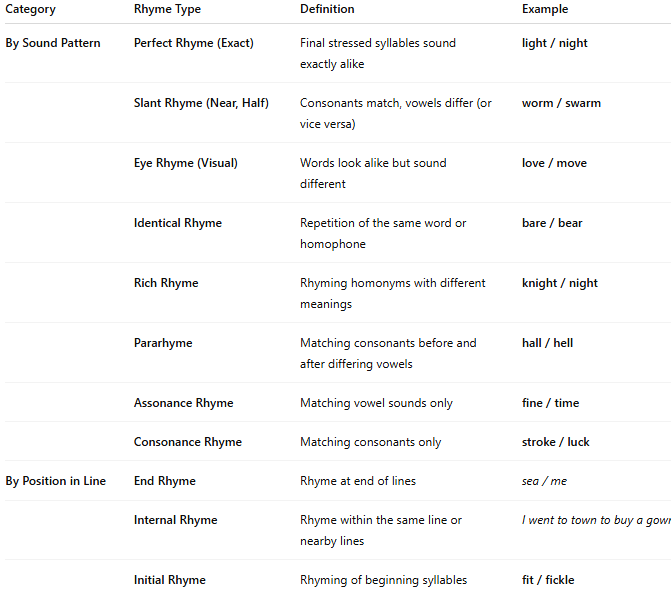 Category Rhyme Type Definition Example
By Sound Pattern Perfect Rhyme (Exact) Final stressed syllables sound light / night
exactly alike
Slant Rhyme (Near, Half) Consonants match, vowels differ (or worm / swarm
vice versa)
Eye Rhyme (Visual) Words look alike but sound love / move
different
Identical Rhyme Repetition of the same word or bare / bear
homophone
Rich Rhyme Rhyming homonyms with different knight / night
meanings
Pararhyme Matching consonants before and hall / hell
after differing vowels
Assonance Rhyme Matching vowel sounds only fine / time
Consonance Rhyme Matching consonants only stroke / luck
By Position in Line End Rhyme Rhyme at end of lines sea / me
Internal Rhyme Rhyme within the same line or I went to town to buy a gow
nearby lines
Initial Rhyme Rhyming of beginning syllables fit / fickle